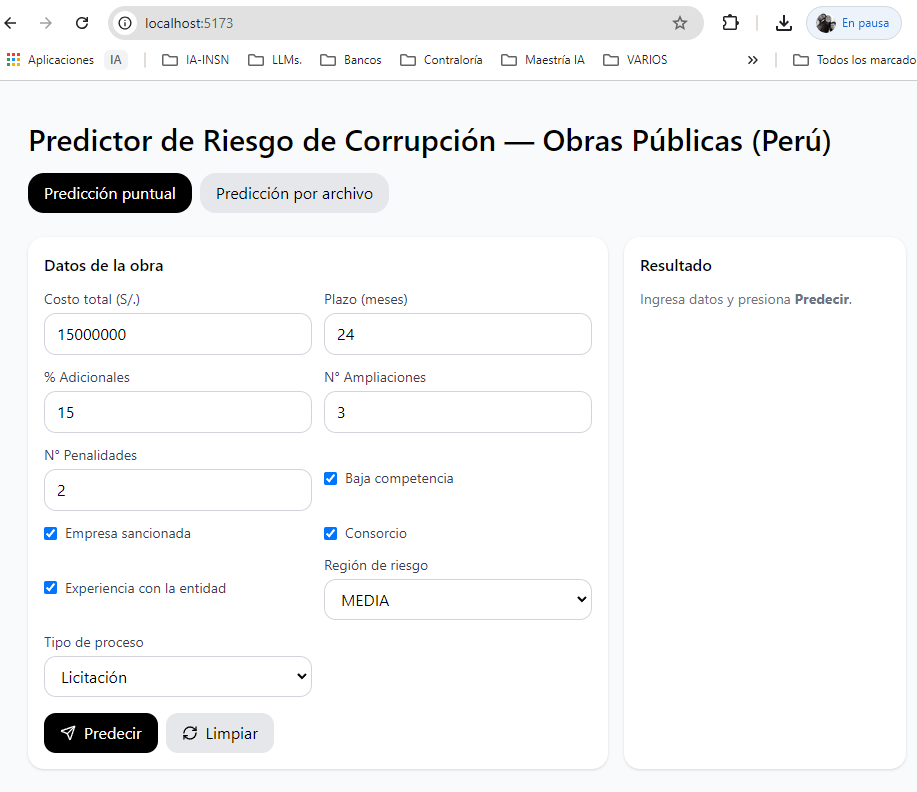 localhost:5173
En pausa
Aplicaciones
IA
IA-INSN
LLMs.
Bancos
Contraloría
Maestría IA
VARIOS
»
Todos los marcado
Predictor de Riesgo de Corrupción — Obras Públicas (Perú)
Predicción puntual
Predicción por archivo
Datos de la obra
Costo total (S/.)
Plazo (meses)
15000000
24
% Adicionales
N° Ampliaciones
15
3
N° Penalidades
2
Baja competencia
Empresa sancionada
Consorcio
Experiencia con la entidad
Región de riesgo
MEDIA
Tipo de proceso
Licitación
Predecir
Limpiar
Resultado
Ingresa datos y presiona Predecir.